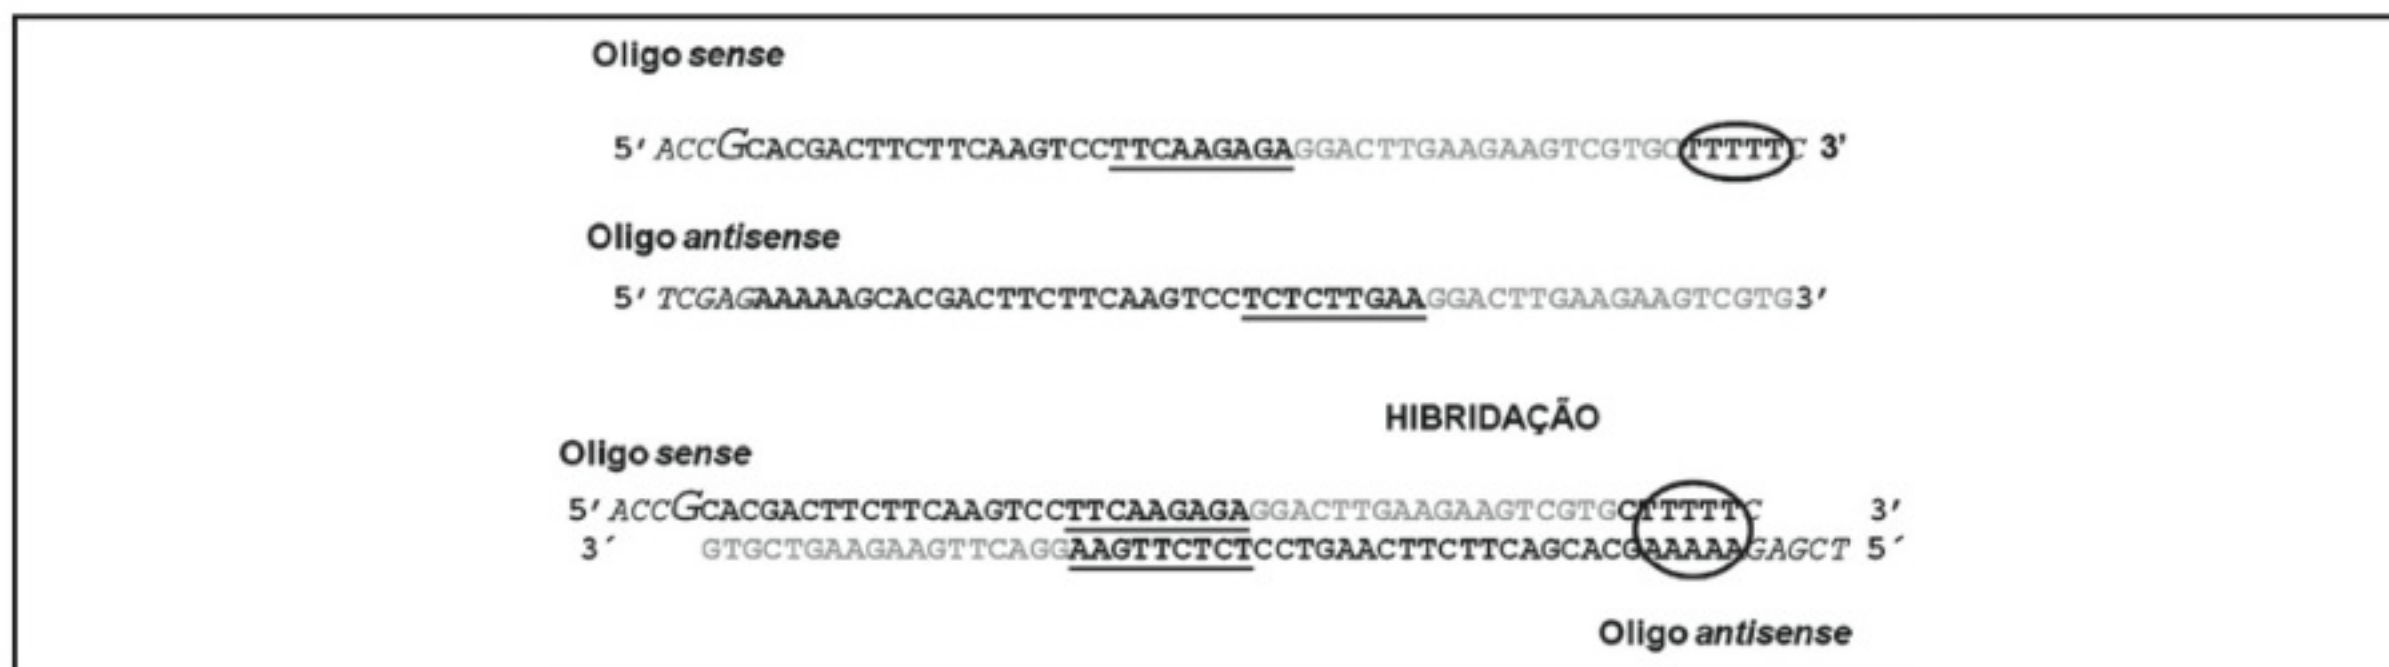 Oligo sense
5' ACCGCACGACTTCTTCAAGTCCTTCAAGAGAGGACTTGAAGAAGTCGTGCTTTTTC 3'
Oligo antisense
5' TCGAGAAAAAGCACGACTTCTTCAAGTCCTCTCTTGAAGGACTTGAAGAAGTCGTG3'
HIBRIDAÇÃO
Oligo sense
5' ACCGCACGACTTCTTCAAGTCCTTCAAGAGAGGACTTGAAGAAGTCGTGCTTTTTC 3'
3´ GTGCTGAAGAAGTTCAGGAAGTTCTCTCCTGAACTTCTTCAGCACGAAAAAGAGCT 5´
Oligo antisense